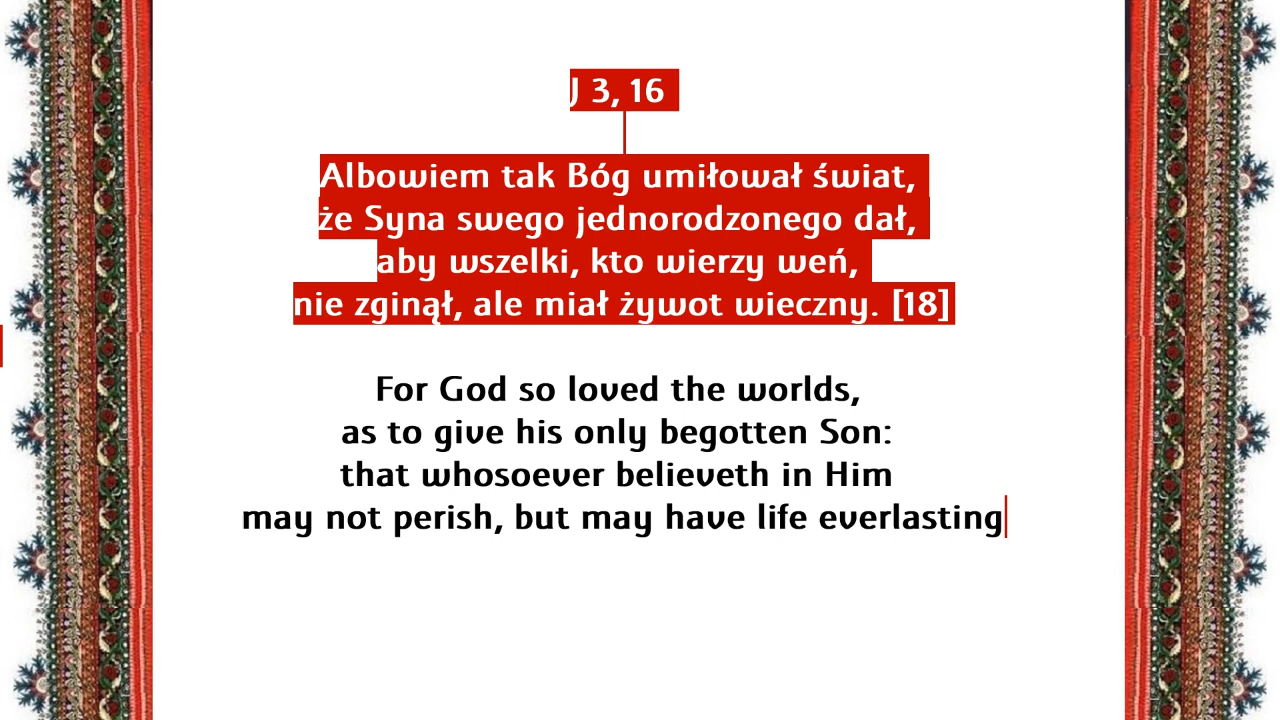 J 3, 16
Albowiem tak Bóg umiłował świat,
że Syna swego jednorodzonego dał,
aby wszelki, kto wierzy weń,
nie zginął, ale miał żywot wieczny. [18]
For God so loved the worlds,
as to give his only begotten Son:
that whosoever believeth in Him
may not perish, but may have life everlasting